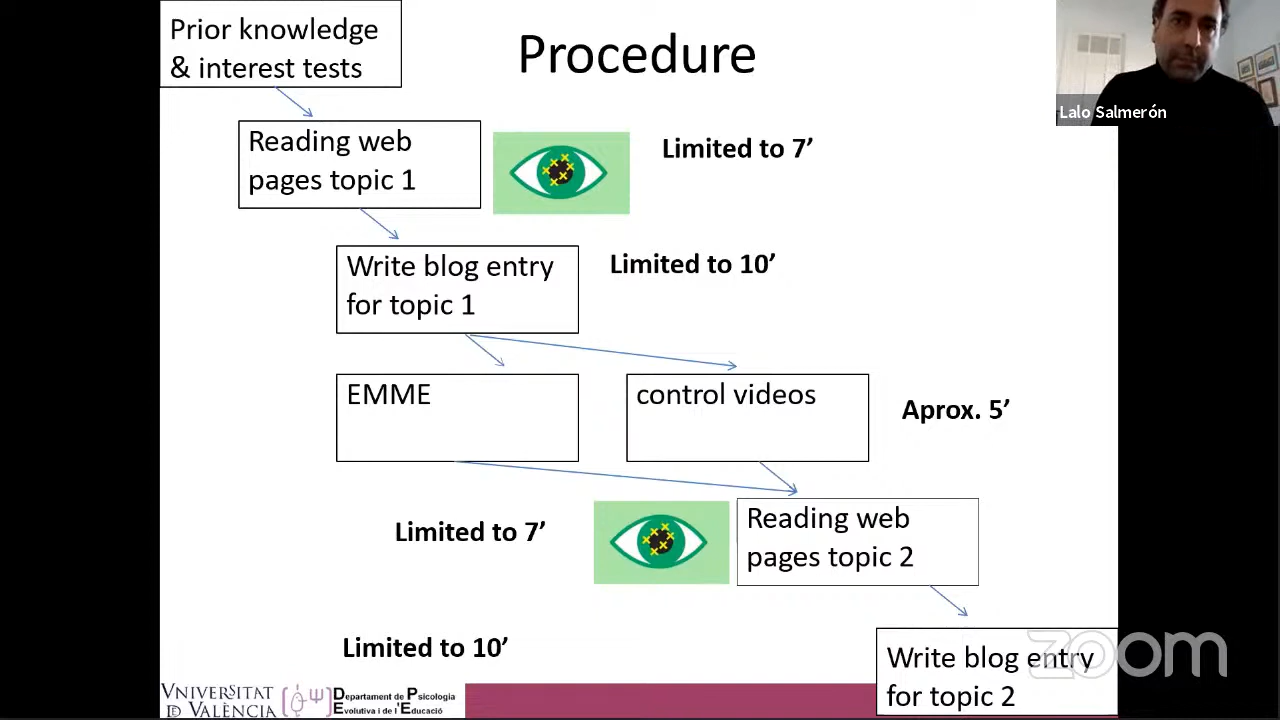 Prior knowledge
& interest tests
Procedure
Lalo Salmerón
Reading web
pages topic 1
Limited to 7’
Write blog entry
for topic 1
Limited to 10’
EMME
control videos
Aprox. 5’
Limited to 7’
Reading web
pages topic 2
Limited to 10’
Write blog entry
for topic 2
zoom
VNIVERSITAT
DE VALÈNCIA
Departament de Psicologia
Evolutiva i de l'Educació